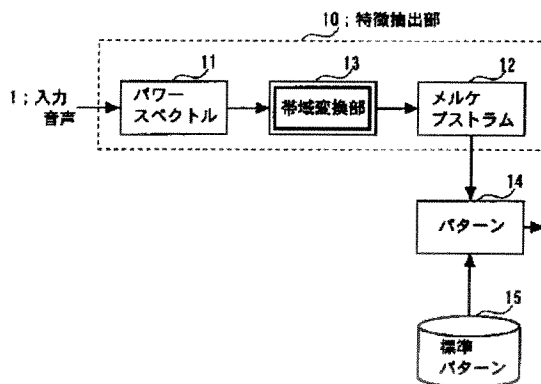 10；特徴抽出部
11
13
12
1；入力
音声
パワー
スペクトル
帯域変換部
メルケ
プストラム
14
パターン
15
標準
パターン